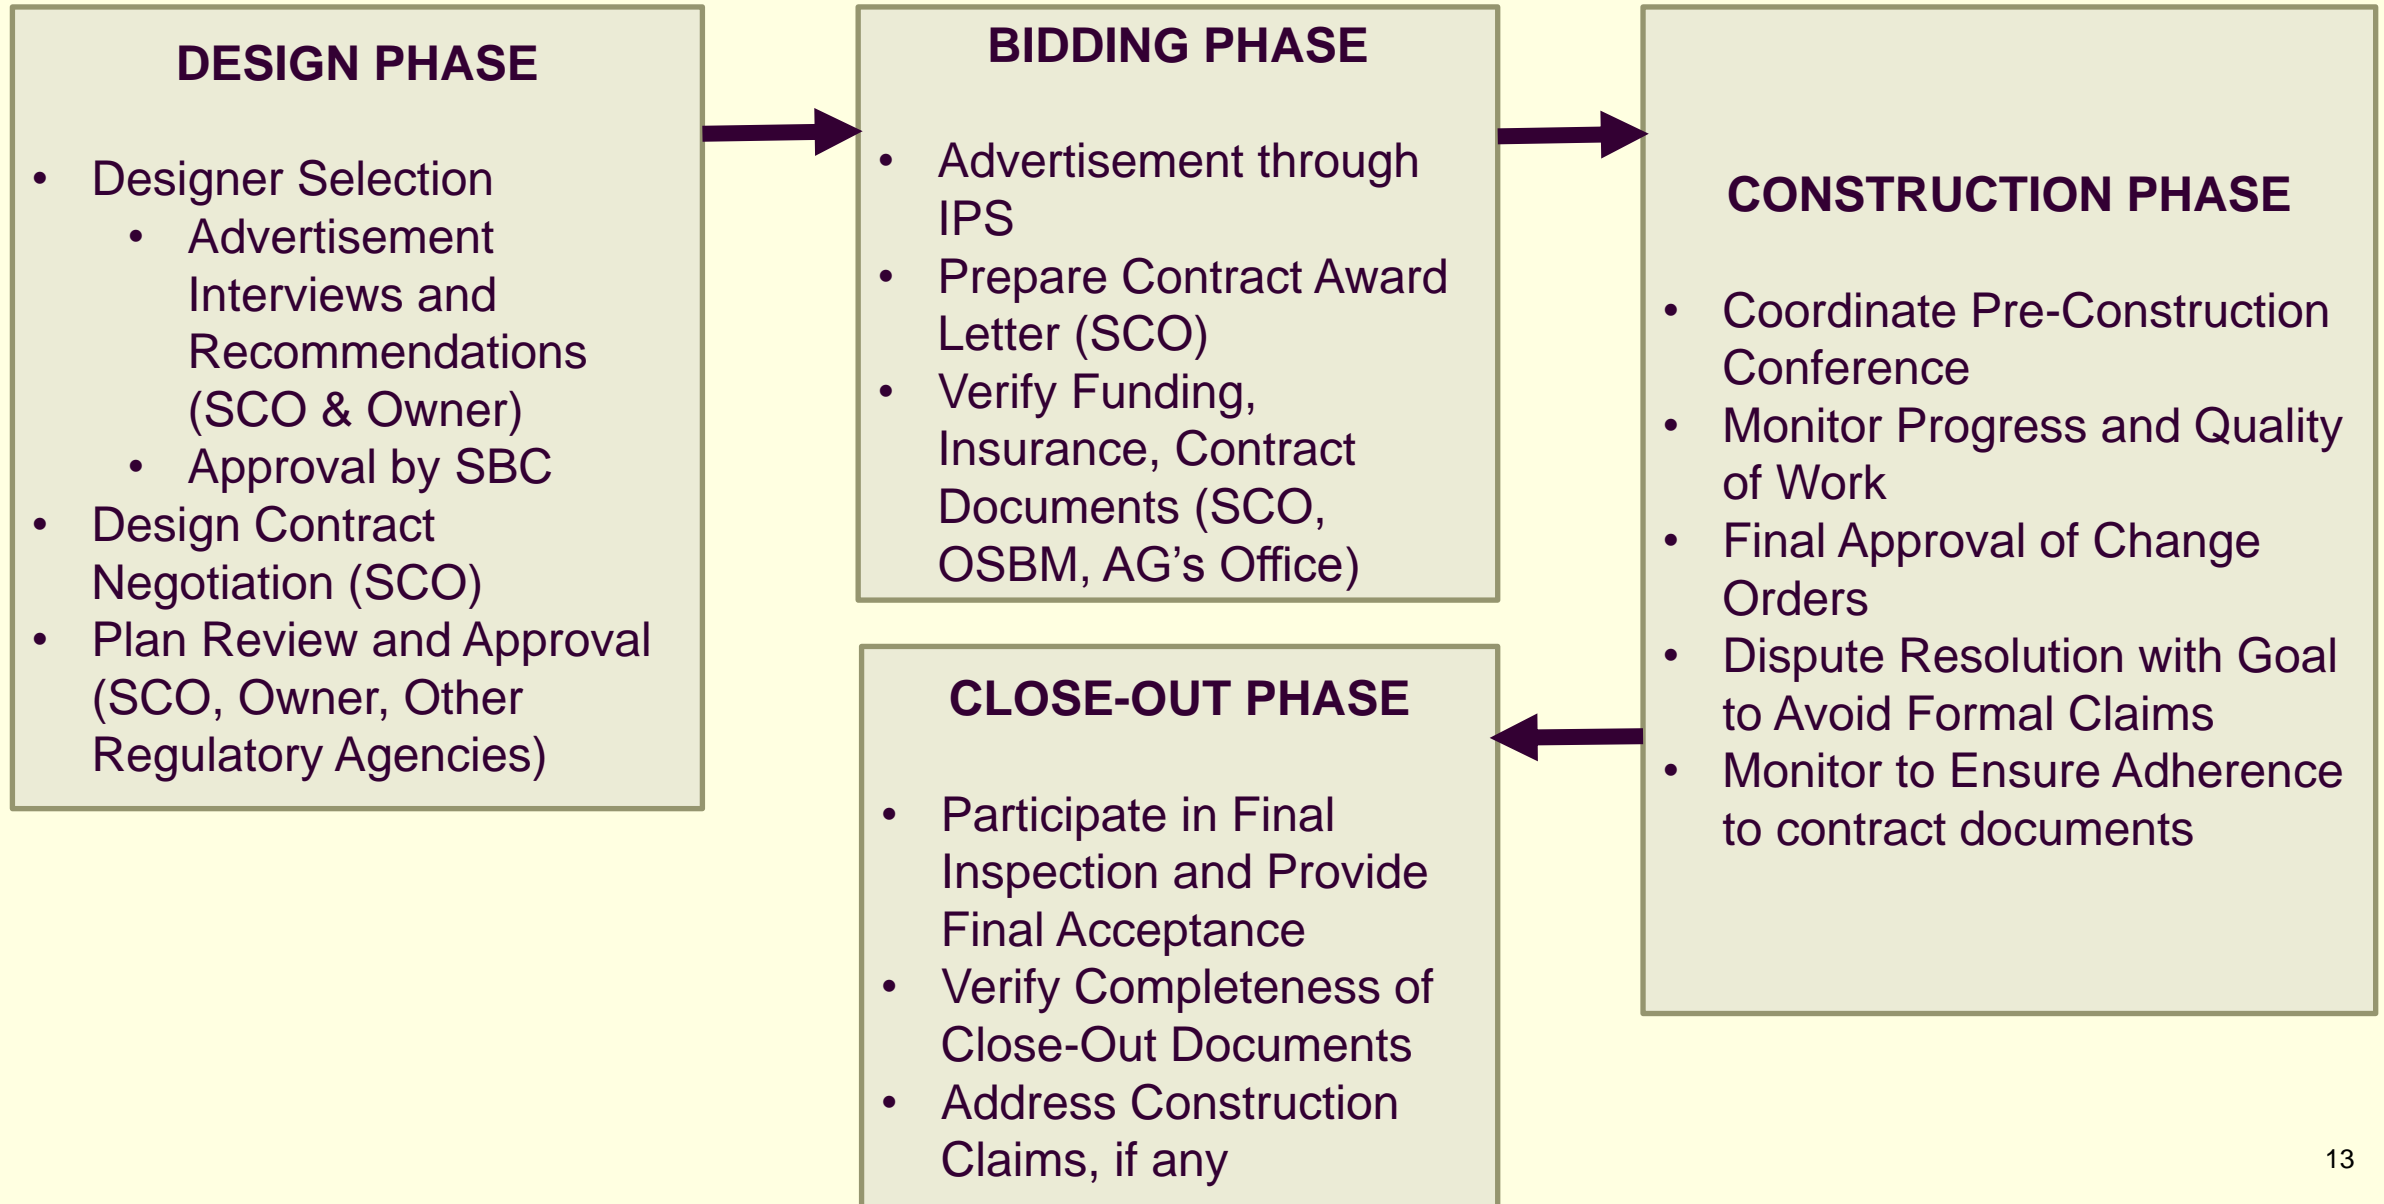 DESIGN PHASE
• Designer Selection
• Advertisement
Interviews and
Recommendations
(SCO & Owner)
• Approval by SBC
• Design Contract
Negotiation (SCO)
• Plan Review and Approval
(SCO, Owner, Other
Regulatory Agencies)
BIDDING PHASE
• Advertisement through
IPS
• Prepare Contract Award
Letter (SCO)
• Verify Funding,
Insurance, Contract
Documents (SCO,
OSBM, AG’s Office)
CONSTRUCTION PHASE
• Coordinate Pre-Construction
Conference
• Monitor Progress and Quality
of Work
• Final Approval of Change
Orders
• Dispute Resolution with Goal
to Avoid Formal Claims
• Monitor to Ensure Adherence
to contract documents
CLOSE-OUT PHASE
• Participate in Final
Inspection and Provide
Final Acceptance
• Verify Completeness of
Close-Out Documents
• Address Construction
Claims, if any
13